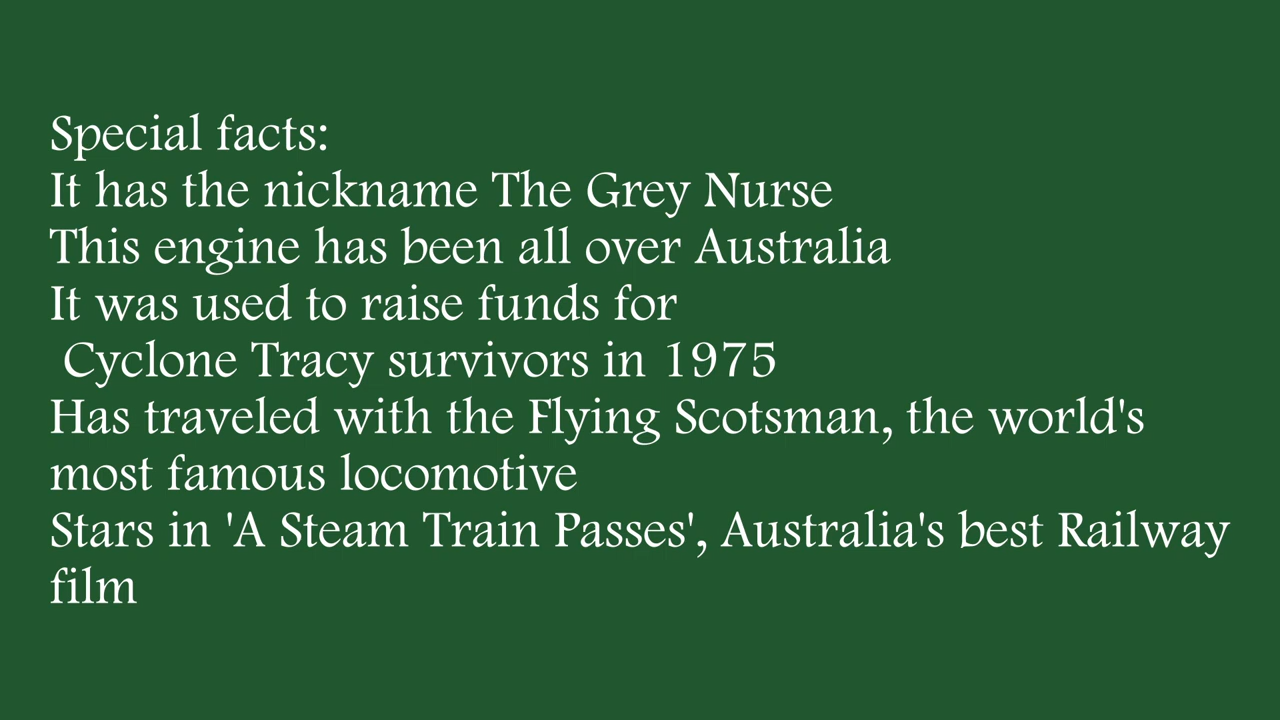 Special facts:
It has the nickname The Grey Nurse
This engine has been all over Australia
It was used to raise funds for
Cyclone Tracy survivors in 1975
Has traveled with the Flying Scotsman, the world's
most famous locomotive
Stars in 'A Steam Train Passes', Australia's best Railway
film